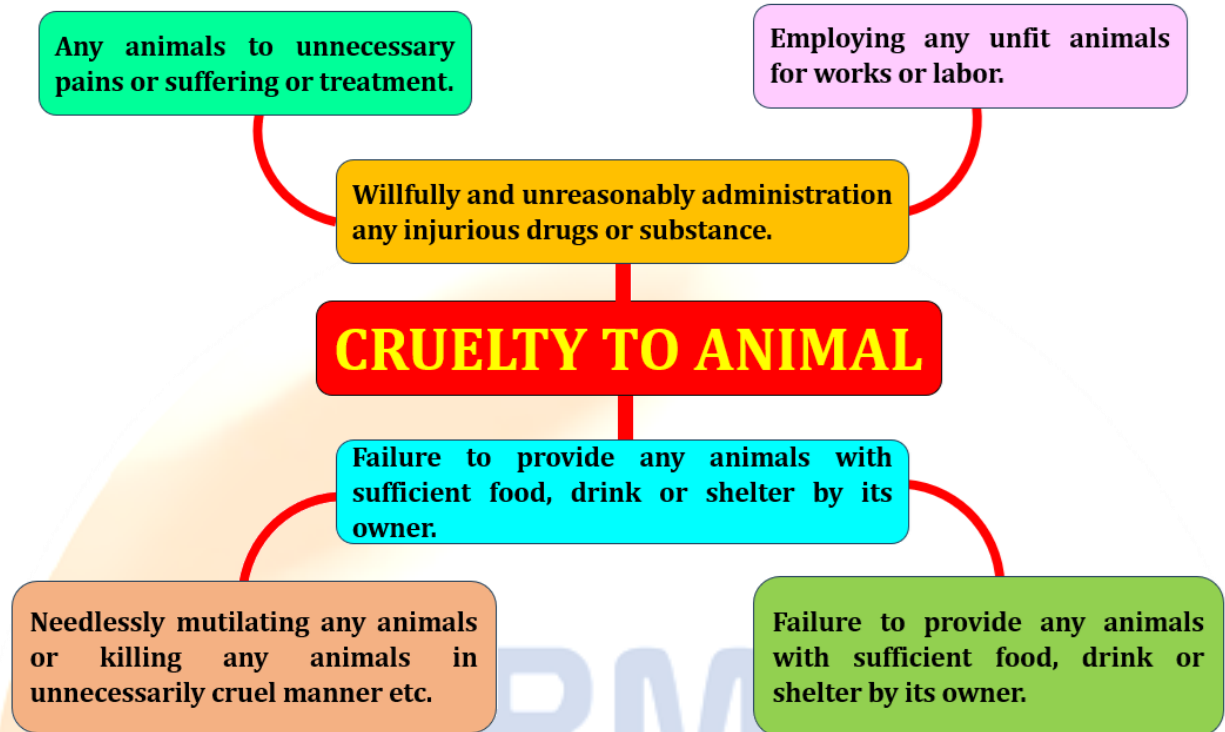 Any animals to unnecessary
pains or suffering or treatment.
Employing any unfit animals
for works or labor.
Willfully and unreasonably administration
any injurious drugs or substance.
CRUELTY TO ANIMAL
Failure to provide any animals with
sufficient food, drink or shelter by its
owner.
Needlessly mutilating any animals
or killing any animals in
unnecessarily cruel manner etc.
Failure to provide any animals
with sufficient food, drink or
shelter by its owner.